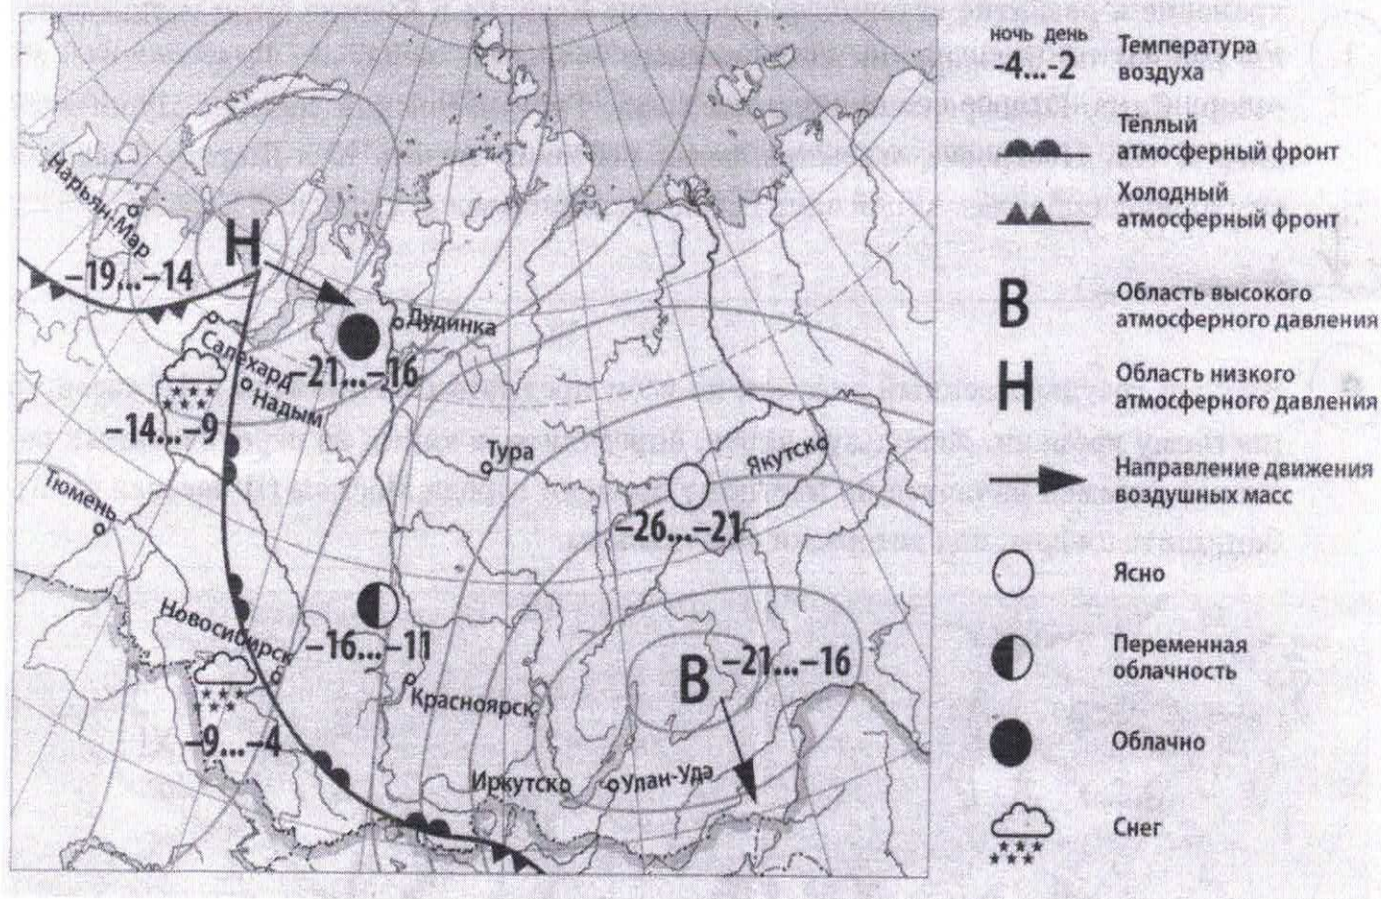 Нарьян-Мар
Н
–19...–14
Дудинка
Салехард
–21...–16
Надым
–14...–9
Тура
Якутск
Тюмень
–26...–21
Новосибирск
–16...–11
В
–21...–16
Красноярск
–9...–4
Иркутск
Улан-Удэ
ночь день
-4...-2
Температура
воздуха
Тёплый
атмосферный фронт
Холодный
атмосферный фронт
В
Область высокого
атмосферного давления
Н
Область низкого
атмосферного давления
Направление движения
воздушных масс
Ясно
Переменная
облачность
Облачно
Снег